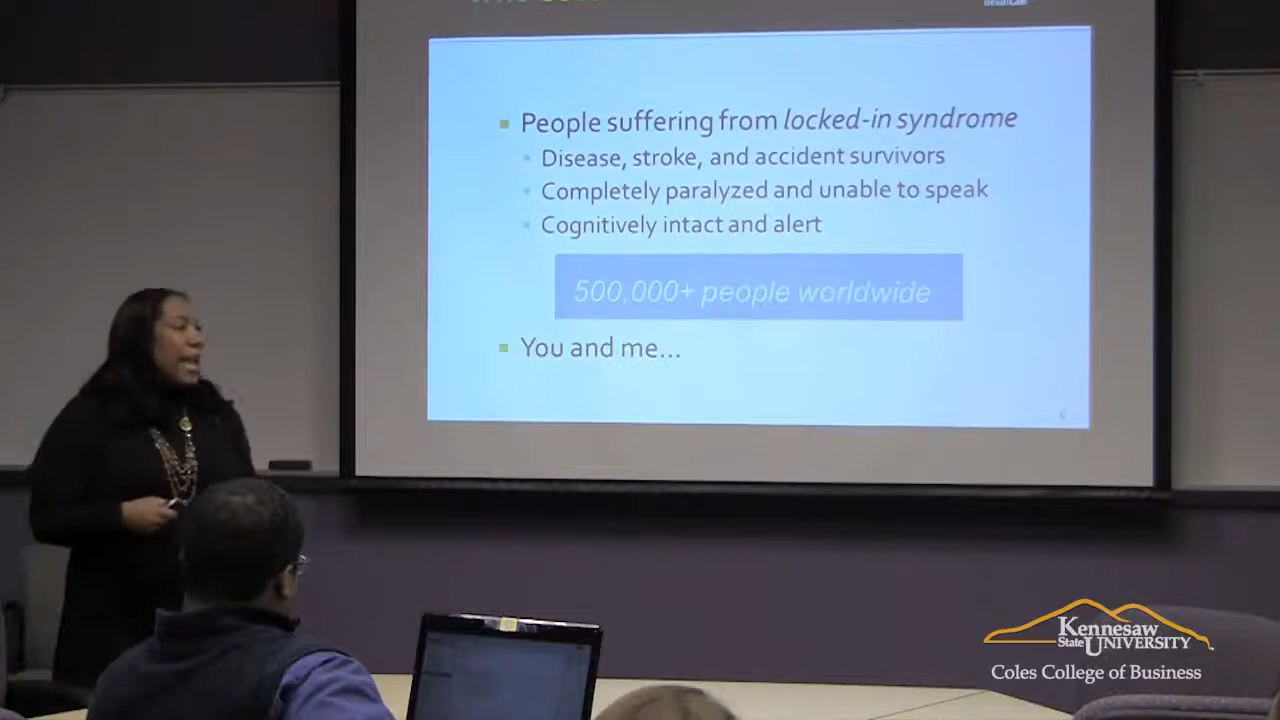 People suffering from locked-in syndrome
Disease, stroke, and accident survivors
Completely paralyzed and unable to speak
Cognitively intact and alert
500,000+ people worldwide
You and me...
6
Kennesaw
State UNIVERSITY
Coles College of Business